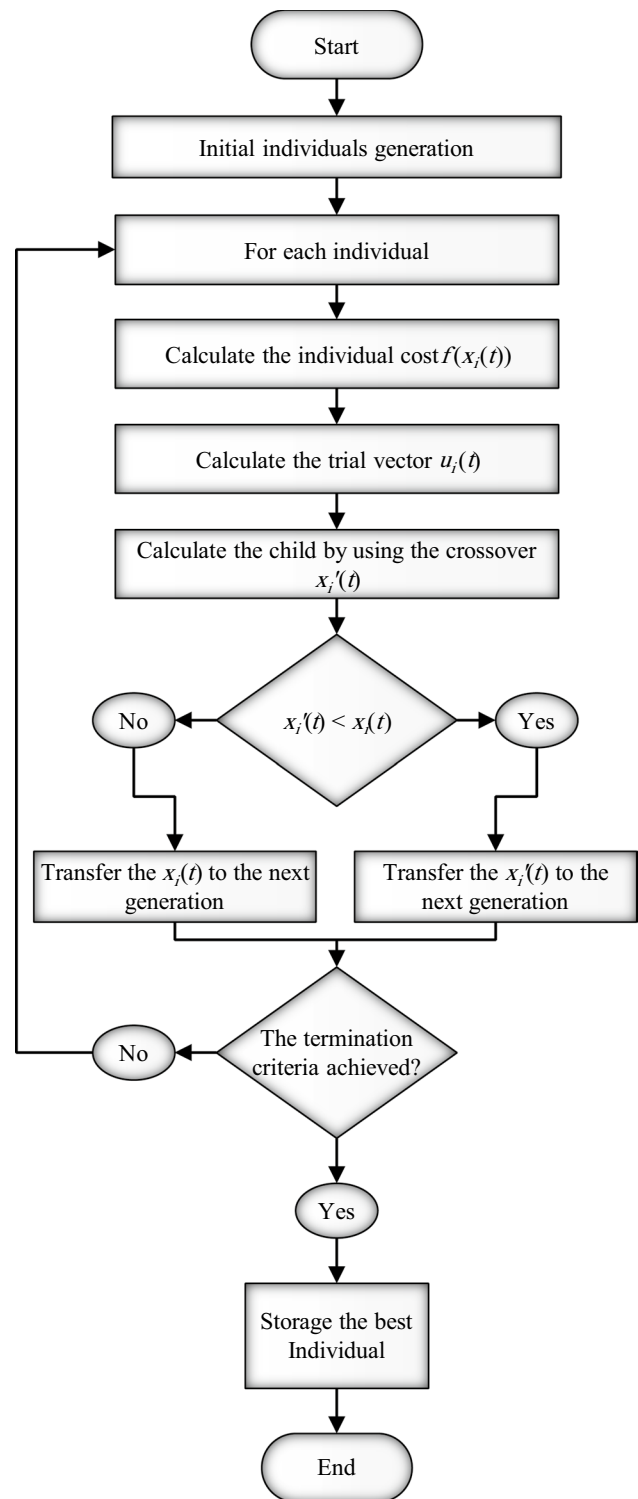 Start
Initial individuals generation
For each individual
Calculate the individual cost f(xᵢ(t))
Calculate the trial vector uᵢ(t)
Calculate the child by using the crossover
xᵢ'(t)
No
xᵢ'(t) < xᵢ(t)
Yes
Transfer the xᵢ(t) to the next
generation
Transfer the xᵢ'(t) to the
next generation
No
The termination
criteria achieved?
Yes
Storage the best
Individual
End